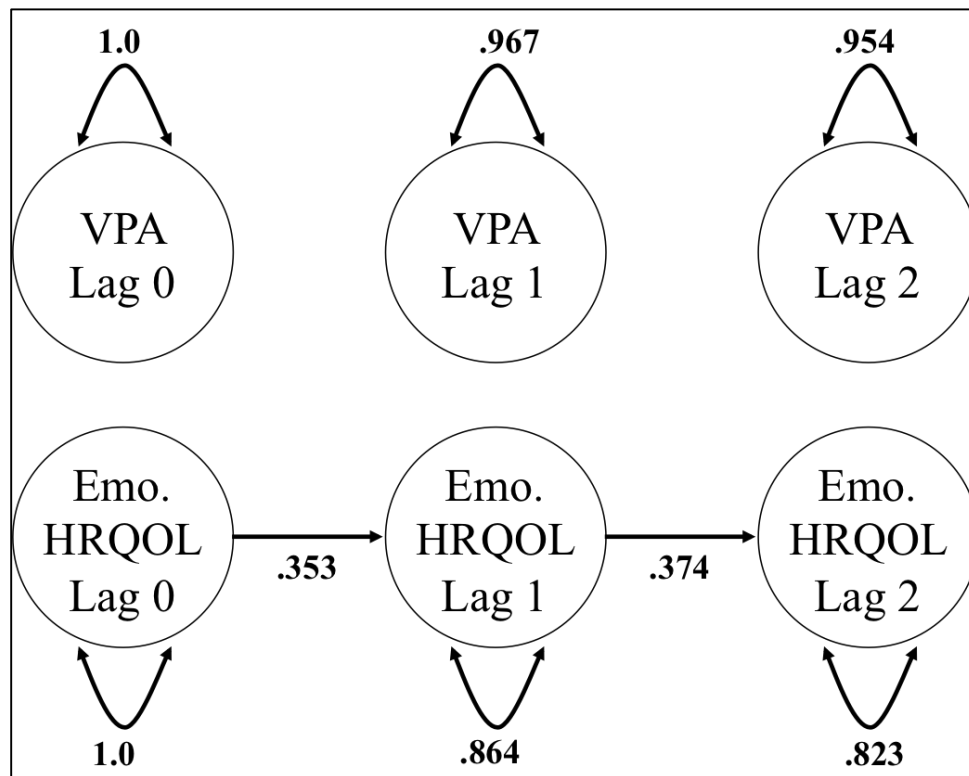 1.0 .967 .954
VPA VPA VPA
Lag 0 Lag 1 Lag 2
Emo. Emo. Emo.
HRQOL HRQOL HRQOL
Lag 0 Lag 1 Lag 2
.353 .374
1.0 .864 .823